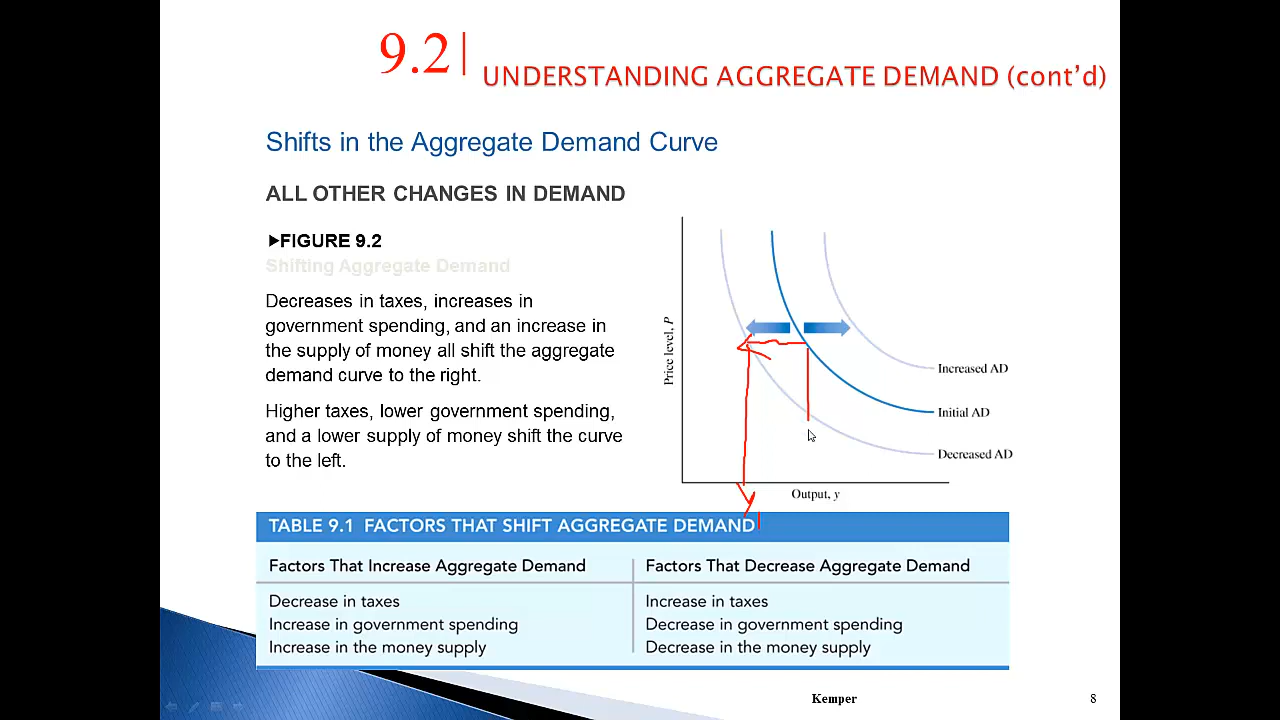 9.2| UNDERSTANDING AGGREGATE DEMAND (cont'd)
Shifts in the Aggregate Demand Curve
ALL OTHER CHANGES IN DEMAND
▶FIGURE 9.2
Shifting Aggregate Demand
Decreases in taxes, increases in
government spending, and an increase in
the supply of money all shift the aggregate
demand curve to the right.
Higher taxes, lower government spending,
and a lower supply of money shift the curve
to the left.
Price level, P
Increased AD
Initial AD
Decreased AD
Output, y
TABLE 9.1 FACTORS THAT SHIFT AGGREGATE DEMAND
Factors That Increase Aggregate Demand
Decrease in taxes
Increase in government spending
Increase in the money supply
Factors That Decrease Aggregate Demand
Increase in taxes
Decrease in government spending
Decrease in the money supply
Kemper
8